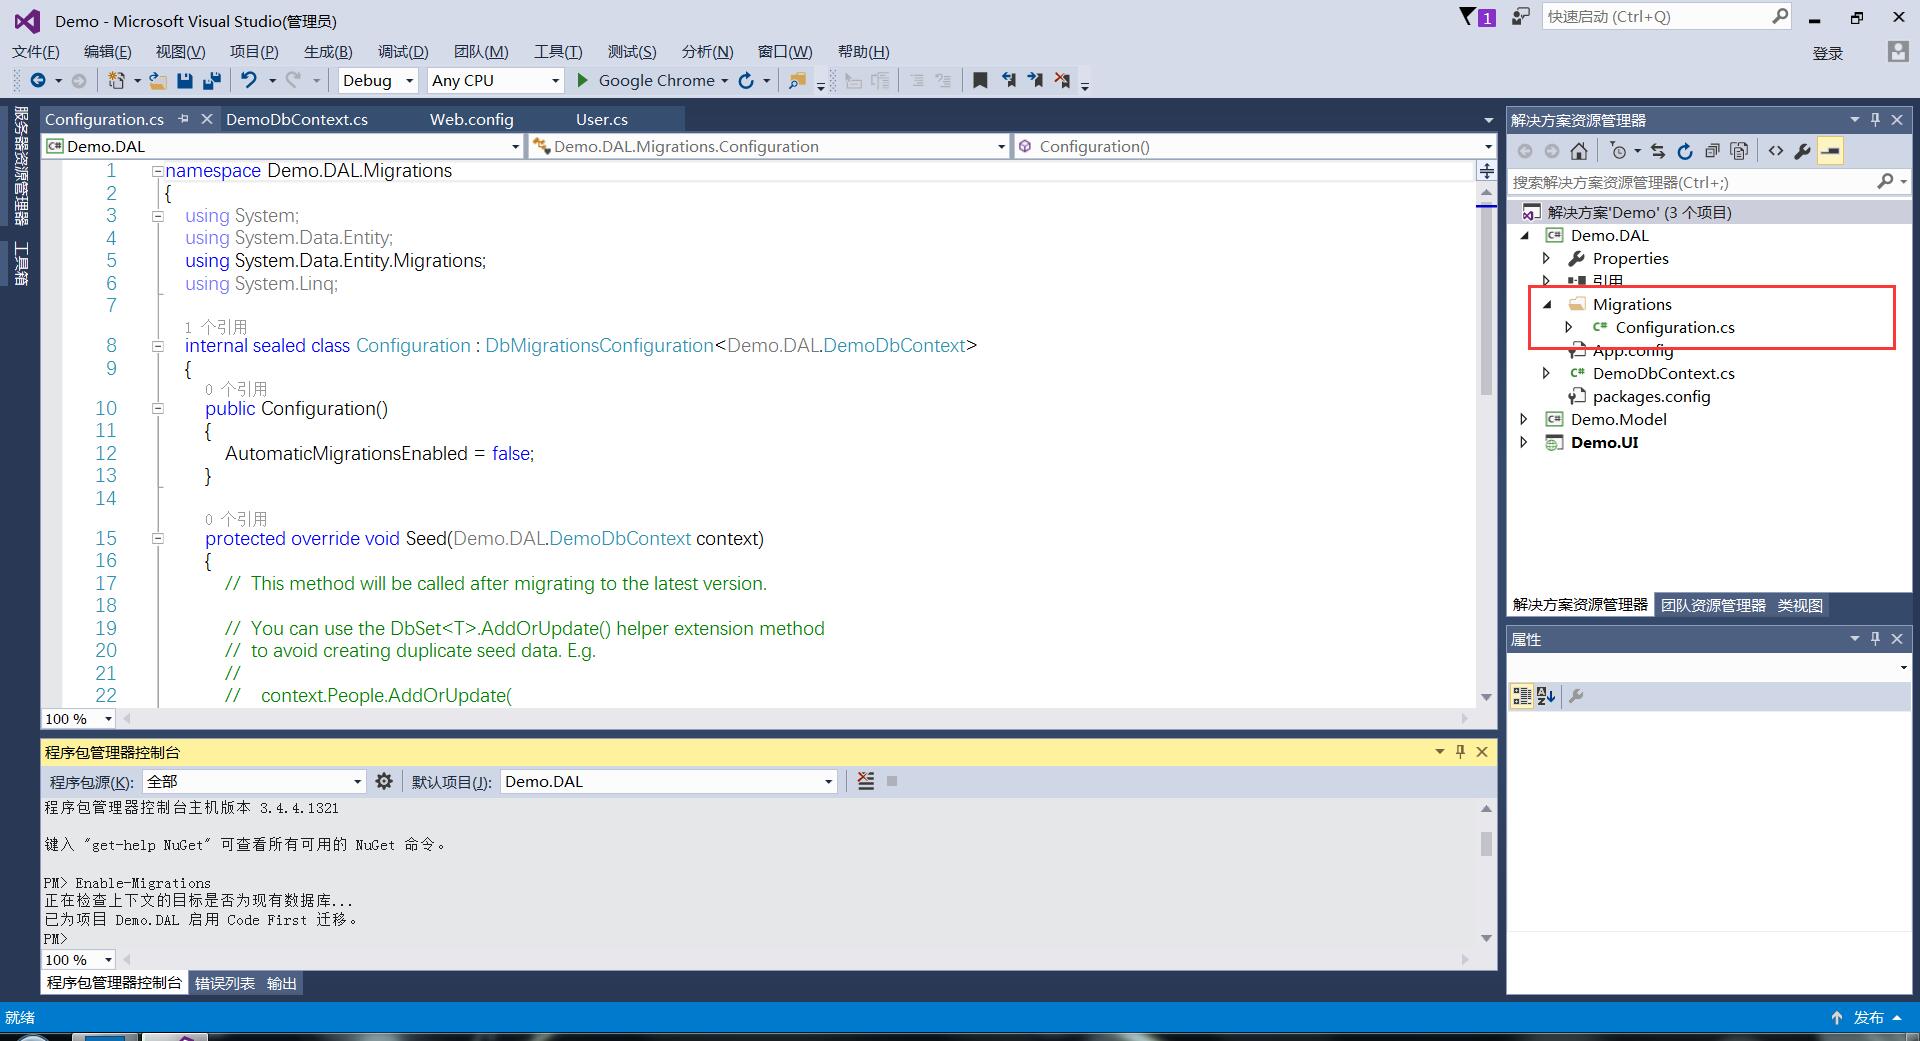 Demo - Microsoft Visual Studio(管理员)
1
快速启动 (Ctrl+Q)
文件(F) 编辑(E) 视图(V) 项目(P) 生成(B) 调试(D) 团队(M) 工具(T) 测试(S) 分析(N) 窗口(W) 帮助(H)
登录
Debug Any CPU Google Chrome
服务器资源管理器
工具箱
Configuration.cs DemoDbContext.cs Web.config User.cs
C# Demo.DAL Demo.DAL.Migrations.Configuration Configuration()
1 namespace Demo.DAL.Migrations
2 {
3 using System;
4 using System.Data.Entity;
5 using System.Data.Entity.Migrations;
6 using System.Linq;
7
1 个引用
8 internal sealed class Configuration : DbMigrationsConfiguration<Demo.DAL.DemoDbContext>
9 {
0 个引用
10 public Configuration()
11 {
12 AutomaticMigrationsEnabled = false;
13 }
14
0 个引用
15 protected override void Seed(Demo.DAL.DemoDbContext context)
16 {
17 // This method will be called after migrating to the latest version.
18
19 // You can use the DbSet<T>.AddOrUpdate() helper extension method
20 // to avoid creating duplicate seed data. E.g.
21 //
22 // context.People.AddOrUpdate(
100 %
程序包管理器控制台
程序包源(K): 全部 默认项目(J): Demo.DAL
程序包管理器控制台主机版本 3.4.4.1321
键入 "get-help NuGet" 可查看所有可用的 NuGet 命令。
PM> Enable-Migrations
正在检查上下文的目标是否为现有数据库...
已为项目 Demo.DAL 启用 Code First 迁移。
PM>
100 %
程序包管理器控制台 错误列表 输出
解决方案资源管理器
搜索解决方案资源管理器(Ctrl+;)
解决方案'Demo' (3 个项目)
C# Demo.DAL
Properties
引用
Migrations
C# Configuration.cs
App.config
C# DemoDbContext.cs
packages.config
C# Demo.Model
Demo.UI
解决方案资源管理器 团队资源管理器 类视图
属性
就绪
发布